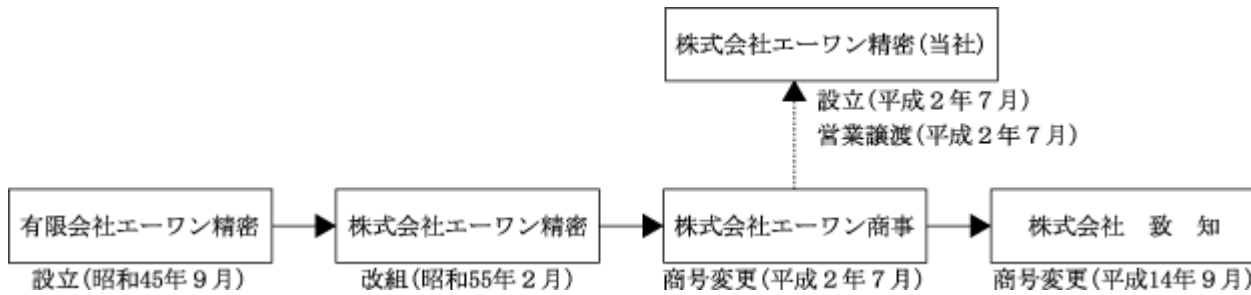 株式会社エーワン精密(当社)
設立(平成2年7月)
営業譲渡(平成2年7月)
有限会社エーワン精密
株式会社エーワン精密
株式会社エーワン商事
株式会社 致 知
設立(昭和45年9月)
改組(昭和55年2月)
商号変更(平成2年7月)
商号変更(平成14年9月)